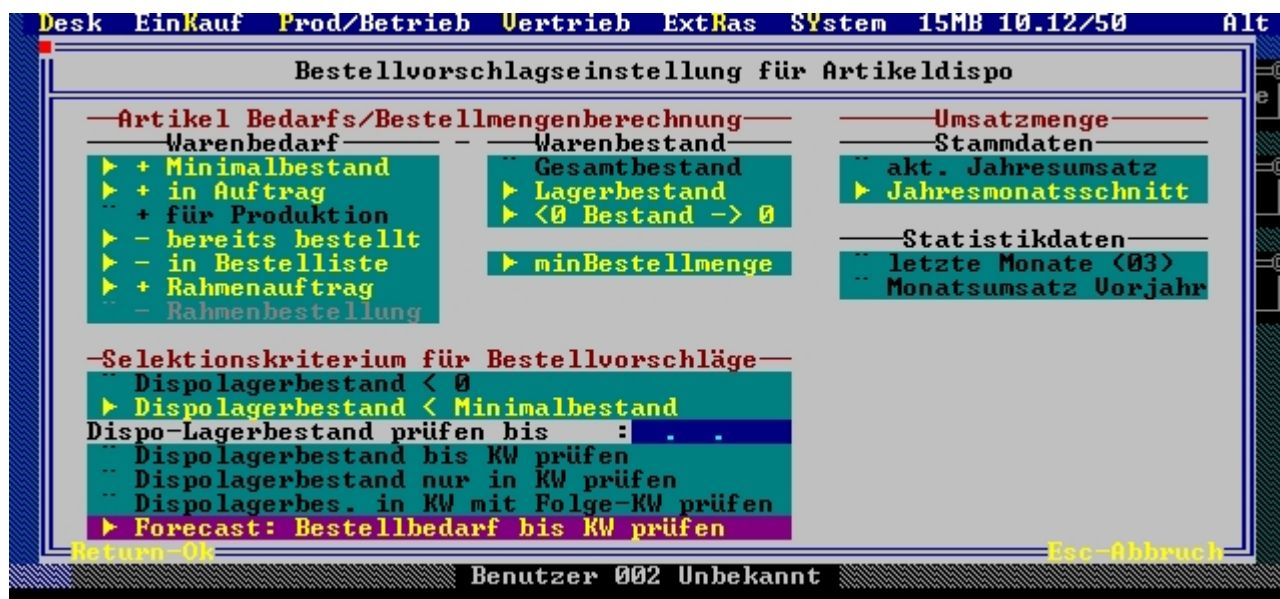 Desk EinKauf Prod/Betrieb Vertrieb ExtRas SYstem 15MB 10.12/50 Alt
Bestellvorschlagseinstellung für Artikeldispo
Artikel Bedarfs/Bestellmengenberechnung
Warenbedarf
+ Minimalbestand
+ in Auftrag
+ für Produktion
- bereits bestellt
- in Bestelliste
+ Rahmenauftrag
- Rahmenbestellung
- Warenbestand
Gesamtbestand
Lagerbestand
<0 Bestand -> 0
minBestellmenge
Umsatzmenge
Stammdaten
akt. Jahresumsatz
Jahresmonatsschnitt
Statistikdaten
letzte Monate (03)
Monatsumsatz Vorjahr
Selektionskriterium für Bestellvorschläge
Dispolagerbestand < 0
Dispolagerbestand < Minimalbestand
Dispo-Lagerbestand prüfen bis : . .
Dispolagerbestand bis KW prüfen
Dispolagerbestand nur in KW prüfen
Dispolagerbes. in KW mit Folge-KW prüfen
Forecast: Bestellbedarf bis KW prüfen
Return-Ok Esc-Abbruch
Benutzer 002 Unbekannt